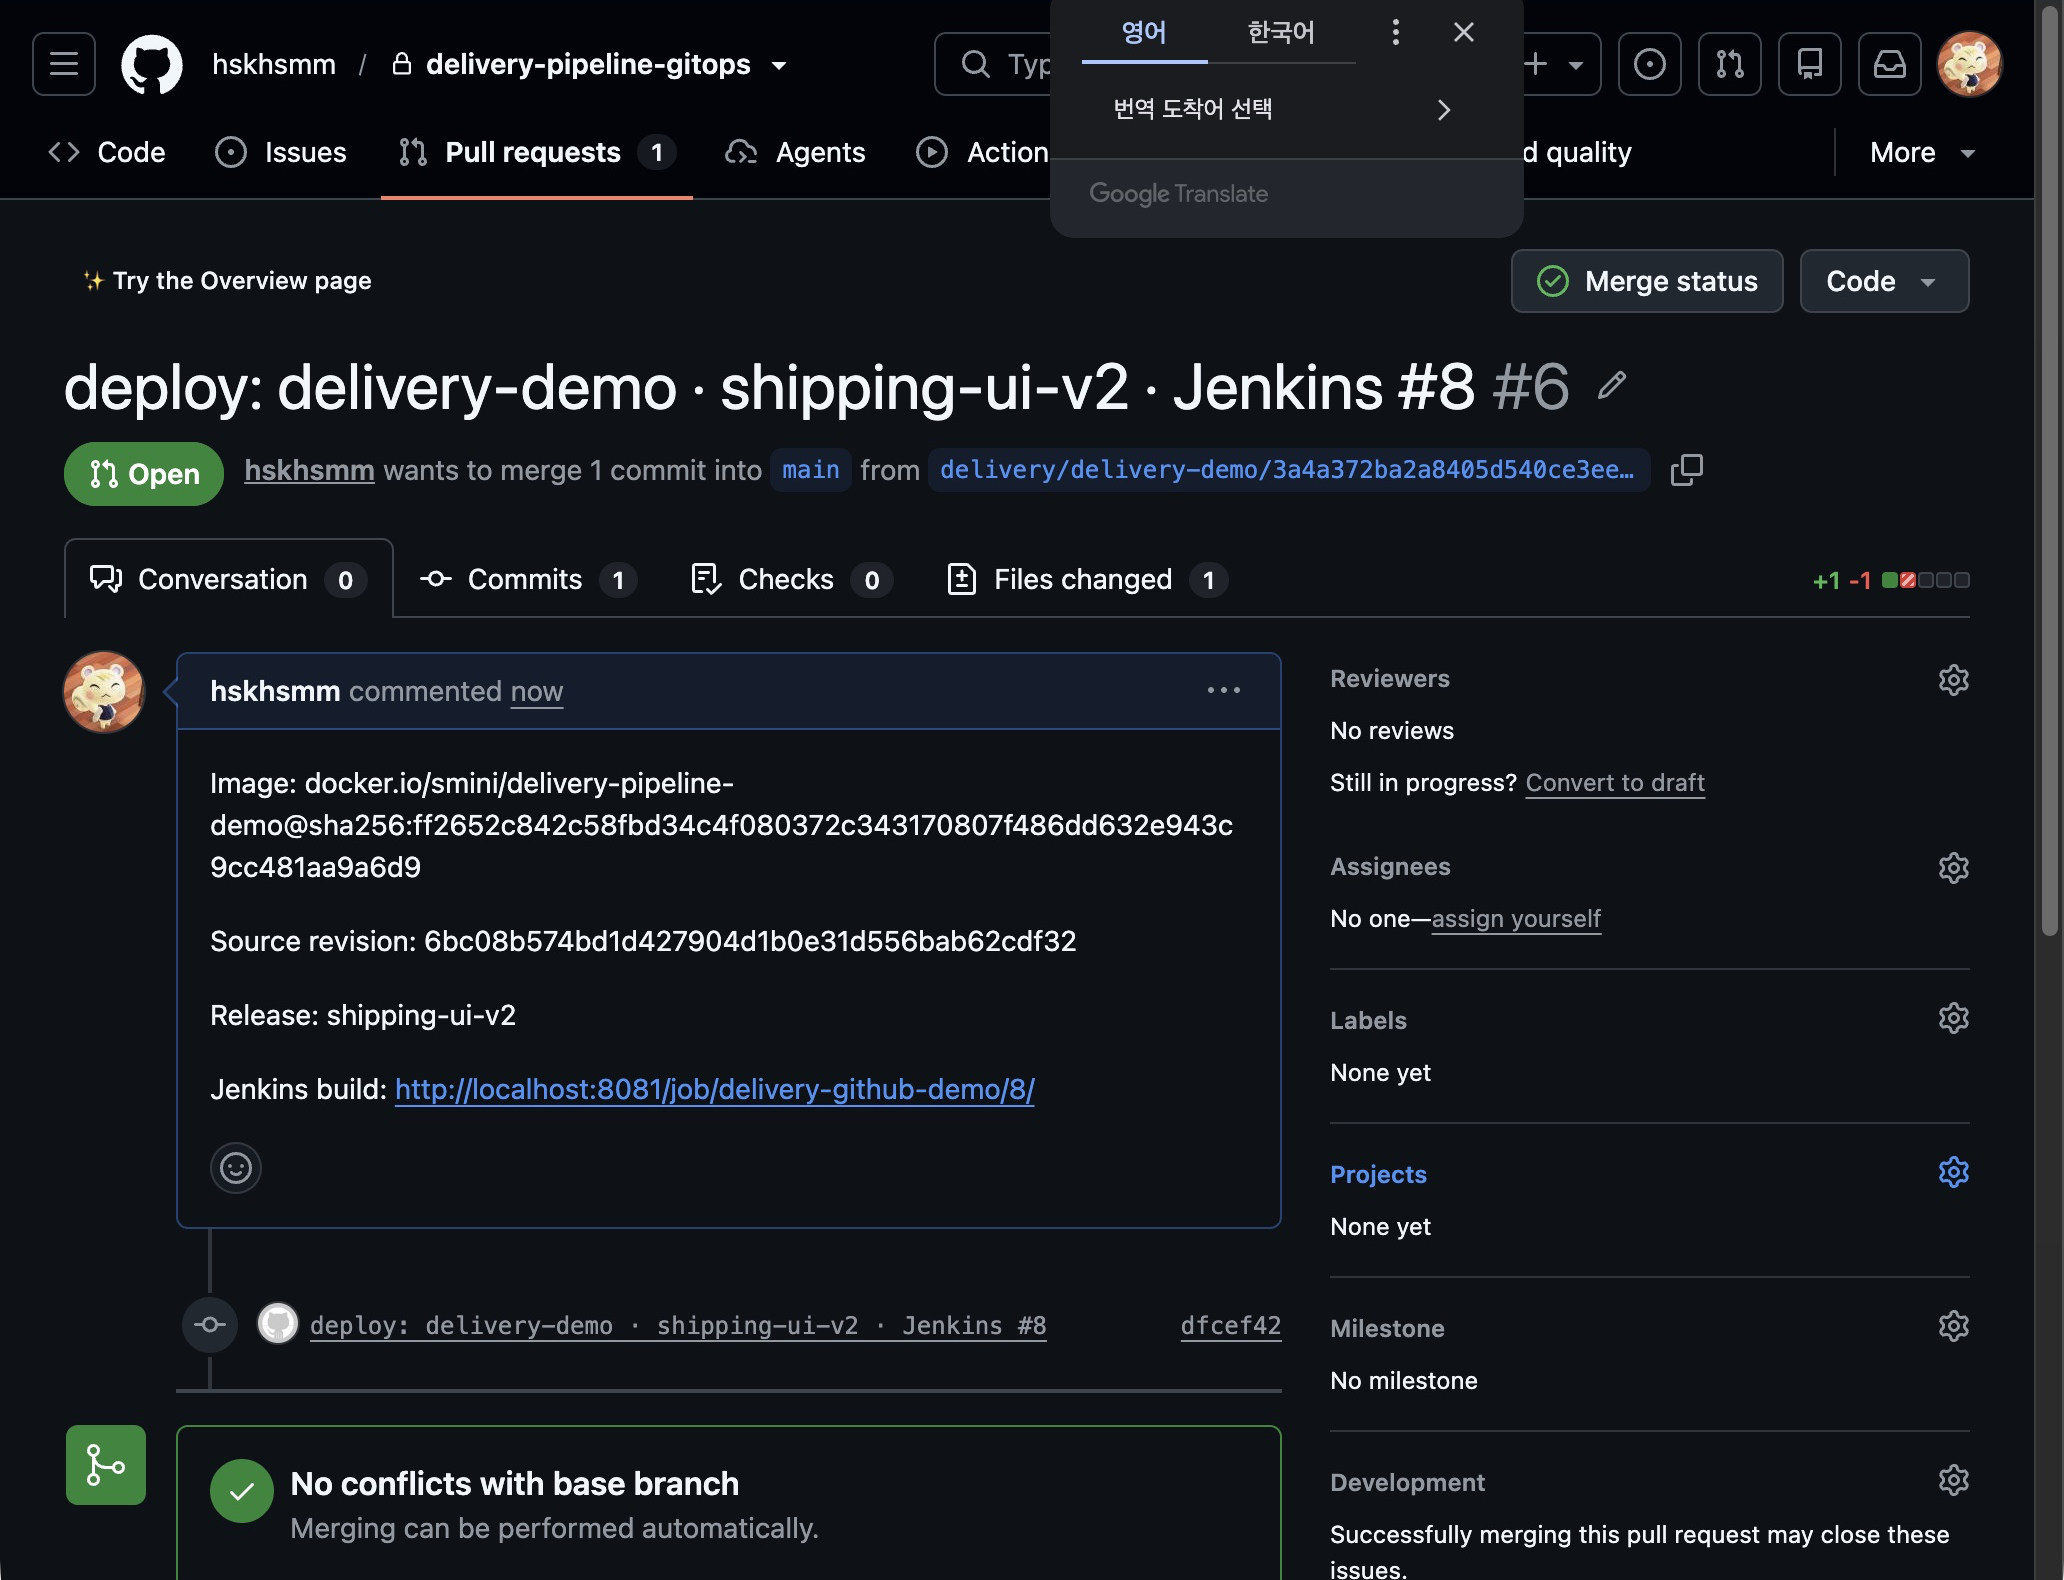 hskhsmm / delivery-pipeline-gitops
Typ
영어 한국어
번역 도착어 선택
Google Translate
Code Issues Pull requests 1 Agents Action d quality More
✨ Try the Overview page
Merge status Code
deploy: delivery-demo · shipping-ui-v2 · Jenkins #8 #6
Open hskhsmm wants to merge 1 commit into main from delivery/delivery-demo/3a4a372ba2a8405d540ce3ee…
Conversation 0 Commits 1 Checks 0 Files changed 1 +1 -1
hskhsmm commented now
Image: docker.io/smini/delivery-pipeline-
demo@sha256:ff2652c842c58fbd34c4f080372c343170807f486dd632e943c
9cc481aa9a6d9
Source revision: 6bc08b574bd1d427904d1b0e31d556bab62cdf32
Release: shipping-ui-v2
Jenkins build: http://localhost:8081/job/delivery-github-demo/8/
deploy: delivery-demo · shipping-ui-v2 · Jenkins #8 dfcef42
No conflicts with base branch
Merging can be performed automatically.
Reviewers
No reviews
Still in progress? Convert to draft
Assignees
No one—assign yourself
Labels
None yet
Projects
None yet
Milestone
No milestone
Development
Successfully merging this pull request may close these
issues.